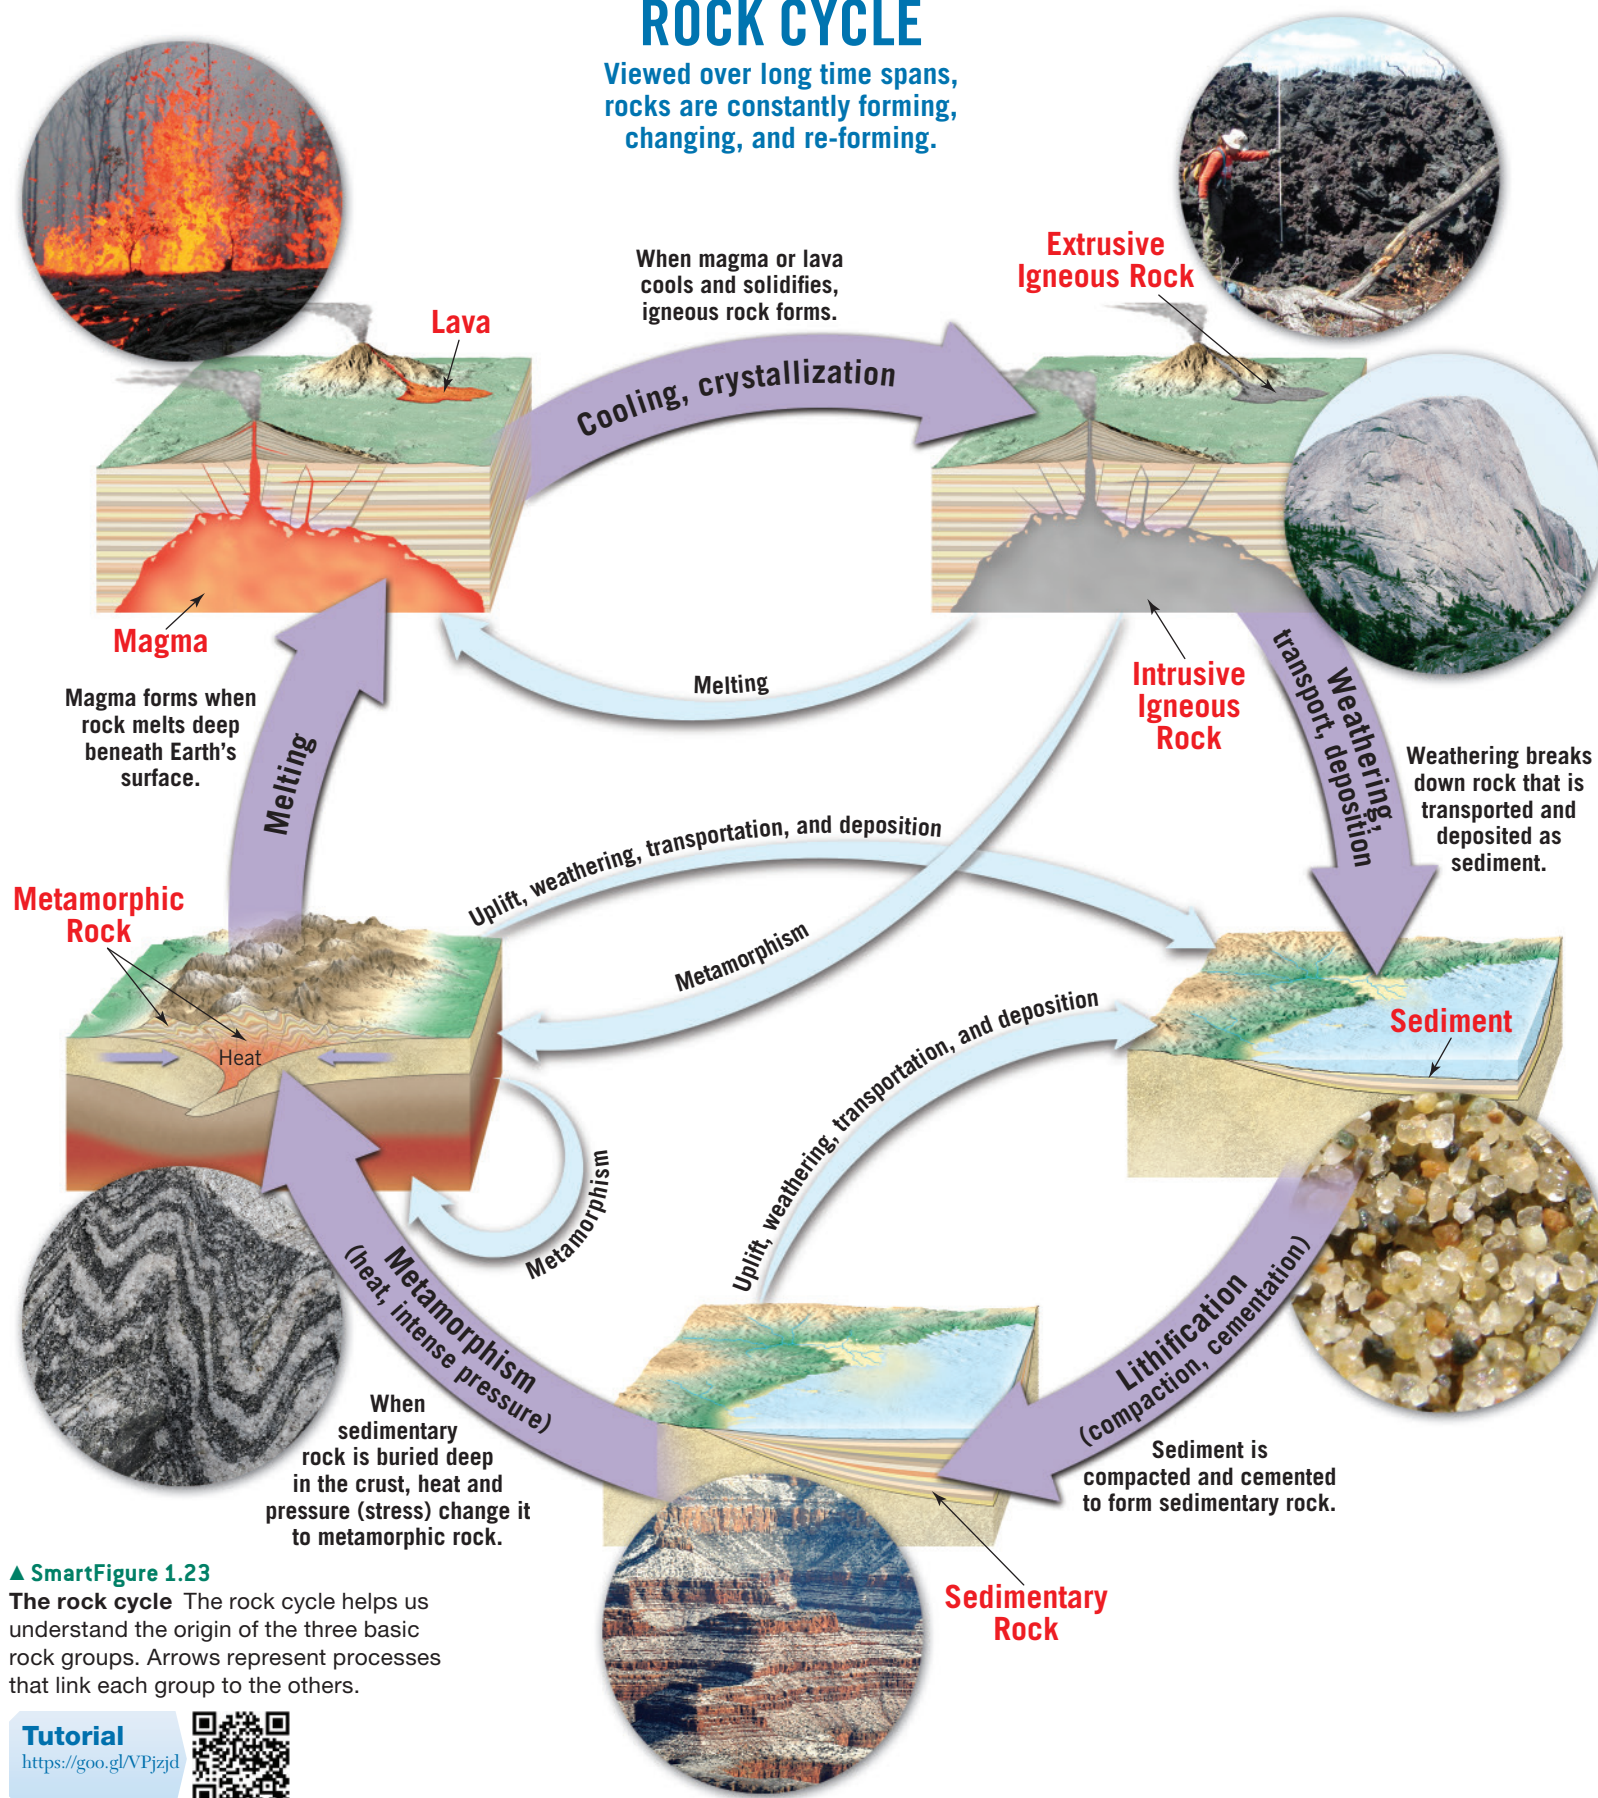 ROCK CYCLE
Viewed over long time spans,
rocks are constantly forming,
changing, and re-forming.
When magma or lava
cools and solidifies,
igneous rock forms.
Extrusive
Igneous Rock
Lava
Cooling, crystallization
Magma
Magma forms when
rock melts deep
beneath Earth's
surface.
Melting
Melting
Intrusive
Igneous
Rock
Weathering,
transport, deposition
Weathering breaks
down rock that is
transported and
deposited as
sediment.
Uplift, weathering, transportation, and deposition
Metamorphic
Rock
Metamorphism
Heat
Sediment
Uplift, weathering, transportation, and deposition
Metamorphism
Metamorphism
(heat, intense pressure)
Lithification
(compaction, cementation)
When
sedimentary
rock is buried deep
in the crust, heat and
pressure (stress) change it
to metamorphic rock.
Sediment is
compacted and cemented
to form sedimentary rock.
Sedimentary
Rock
▲ SmartFigure 1.23
The rock cycle The rock cycle helps us
understand the origin of the three basic
rock groups. Arrows represent processes
that link each group to the others.
Tutorial
https://goo.gl/VPjzjd